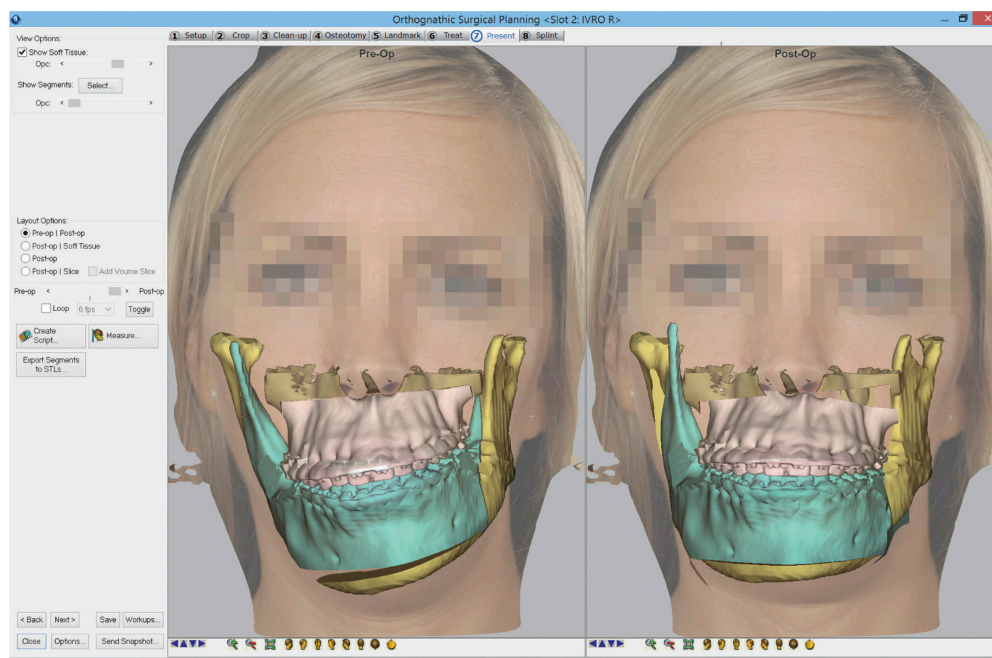 Orthognathic Surgical Planning <Slot 2: IVRO R>
1 Setup 2 Crop 3 Clean-up 4 Osteotomy 5 Landmark 6 Treat 7 Present 8 Splint
View Options:
Show Soft Tissue:
Opc: < >
Show Segments: Select...
Opc: < >
Pre-Op
Post-Op
Layout Options:
Pre-op | Post-op
Post-op | Soft Tissue
Post-op
Post-op | Slice Add Volume Slice
Pre-op < > Post-op
Loop 6 fps Toggle
Create
Script...
Measure...
Export Segments
to STLs...
< Back Next > Save Workups...
Close Options... Send Snapshot...